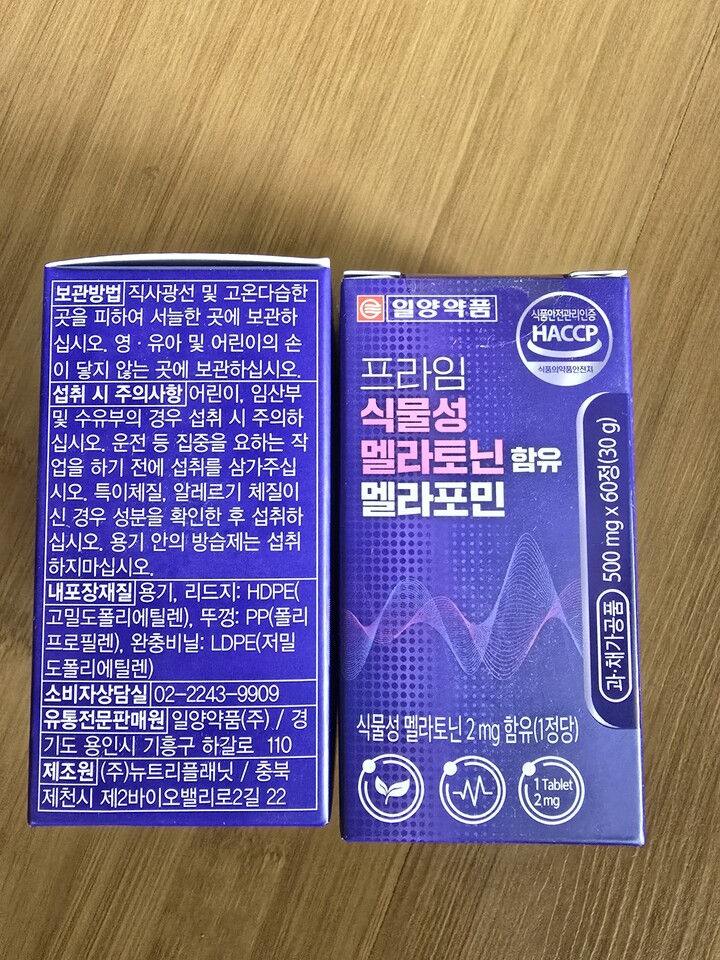 보관방법 직사광선 및 고온다습한
곳을 피하여 서늘한 곳에 보관하
십시오. 영·유아 및 어린이의 손
이 닿지 않는 곳에 보관하십시오.
섭취 시 주의사항 어린이, 임산부
및 수유부의 경우 섭취 시 주의하
십시오. 운전 등 집중을 요하는 작
업을 하기 전에 섭취를 삼가주십
시오. 특이체질, 알레르기 체질이
신 경우 성분을 확인한 후 섭취하
십시오. 용기 안의 방습제는 섭취
하지마십시오.
내포장재질 용기, 리드지: HDPE(
고밀도폴리에틸렌), 뚜껑: PP(폴리
프로필렌), 완충비닐: LDPE(저밀
도폴리에틸렌)
소비자상담실 02-2243-9909
유통전문판매원 일양약품(주) / 경
기도 용인시 기흥구 하갈로 110
제조원 (주)뉴트리플래닛 / 충북
제천시 제2바이오밸리로2길 22
일양약품
식품안전관리인증
HACCP
식품의약품안전처
프라임
식물성
멜라토닌 함유
멜라포민
과·채가공품 500 mg x 60정(30 g)
식물성 멜라토닌 2 mg 함유(1정당)
1 Tablet
2 mg